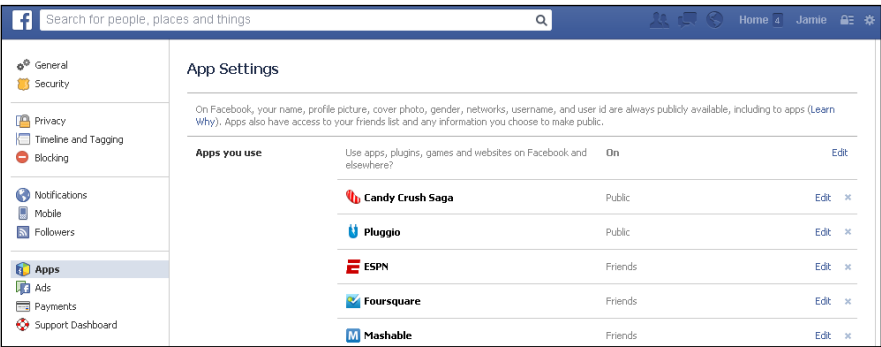 Search for people, places and things
Home 4 Jamie
General
Security
Privacy
Timeline and Tagging
Blocking
Notifications
Mobile
Followers
Apps
Ads
Payments
Support Dashboard
App Settings
On Facebook, your name, profile picture, cover photo, gender, networks, username, and user id are always publicly available, including to apps (Learn
Why). Apps also have access to your friends list and any information you choose to make public.
Apps you use Use apps, plugins, games and websites on Facebook and On Edit
elsewhere?
Candy Crush Saga Public Edit
Pluggio Public Edit
ESPN Friends Edit
Foursquare Friends Edit
Mashable Friends Edit